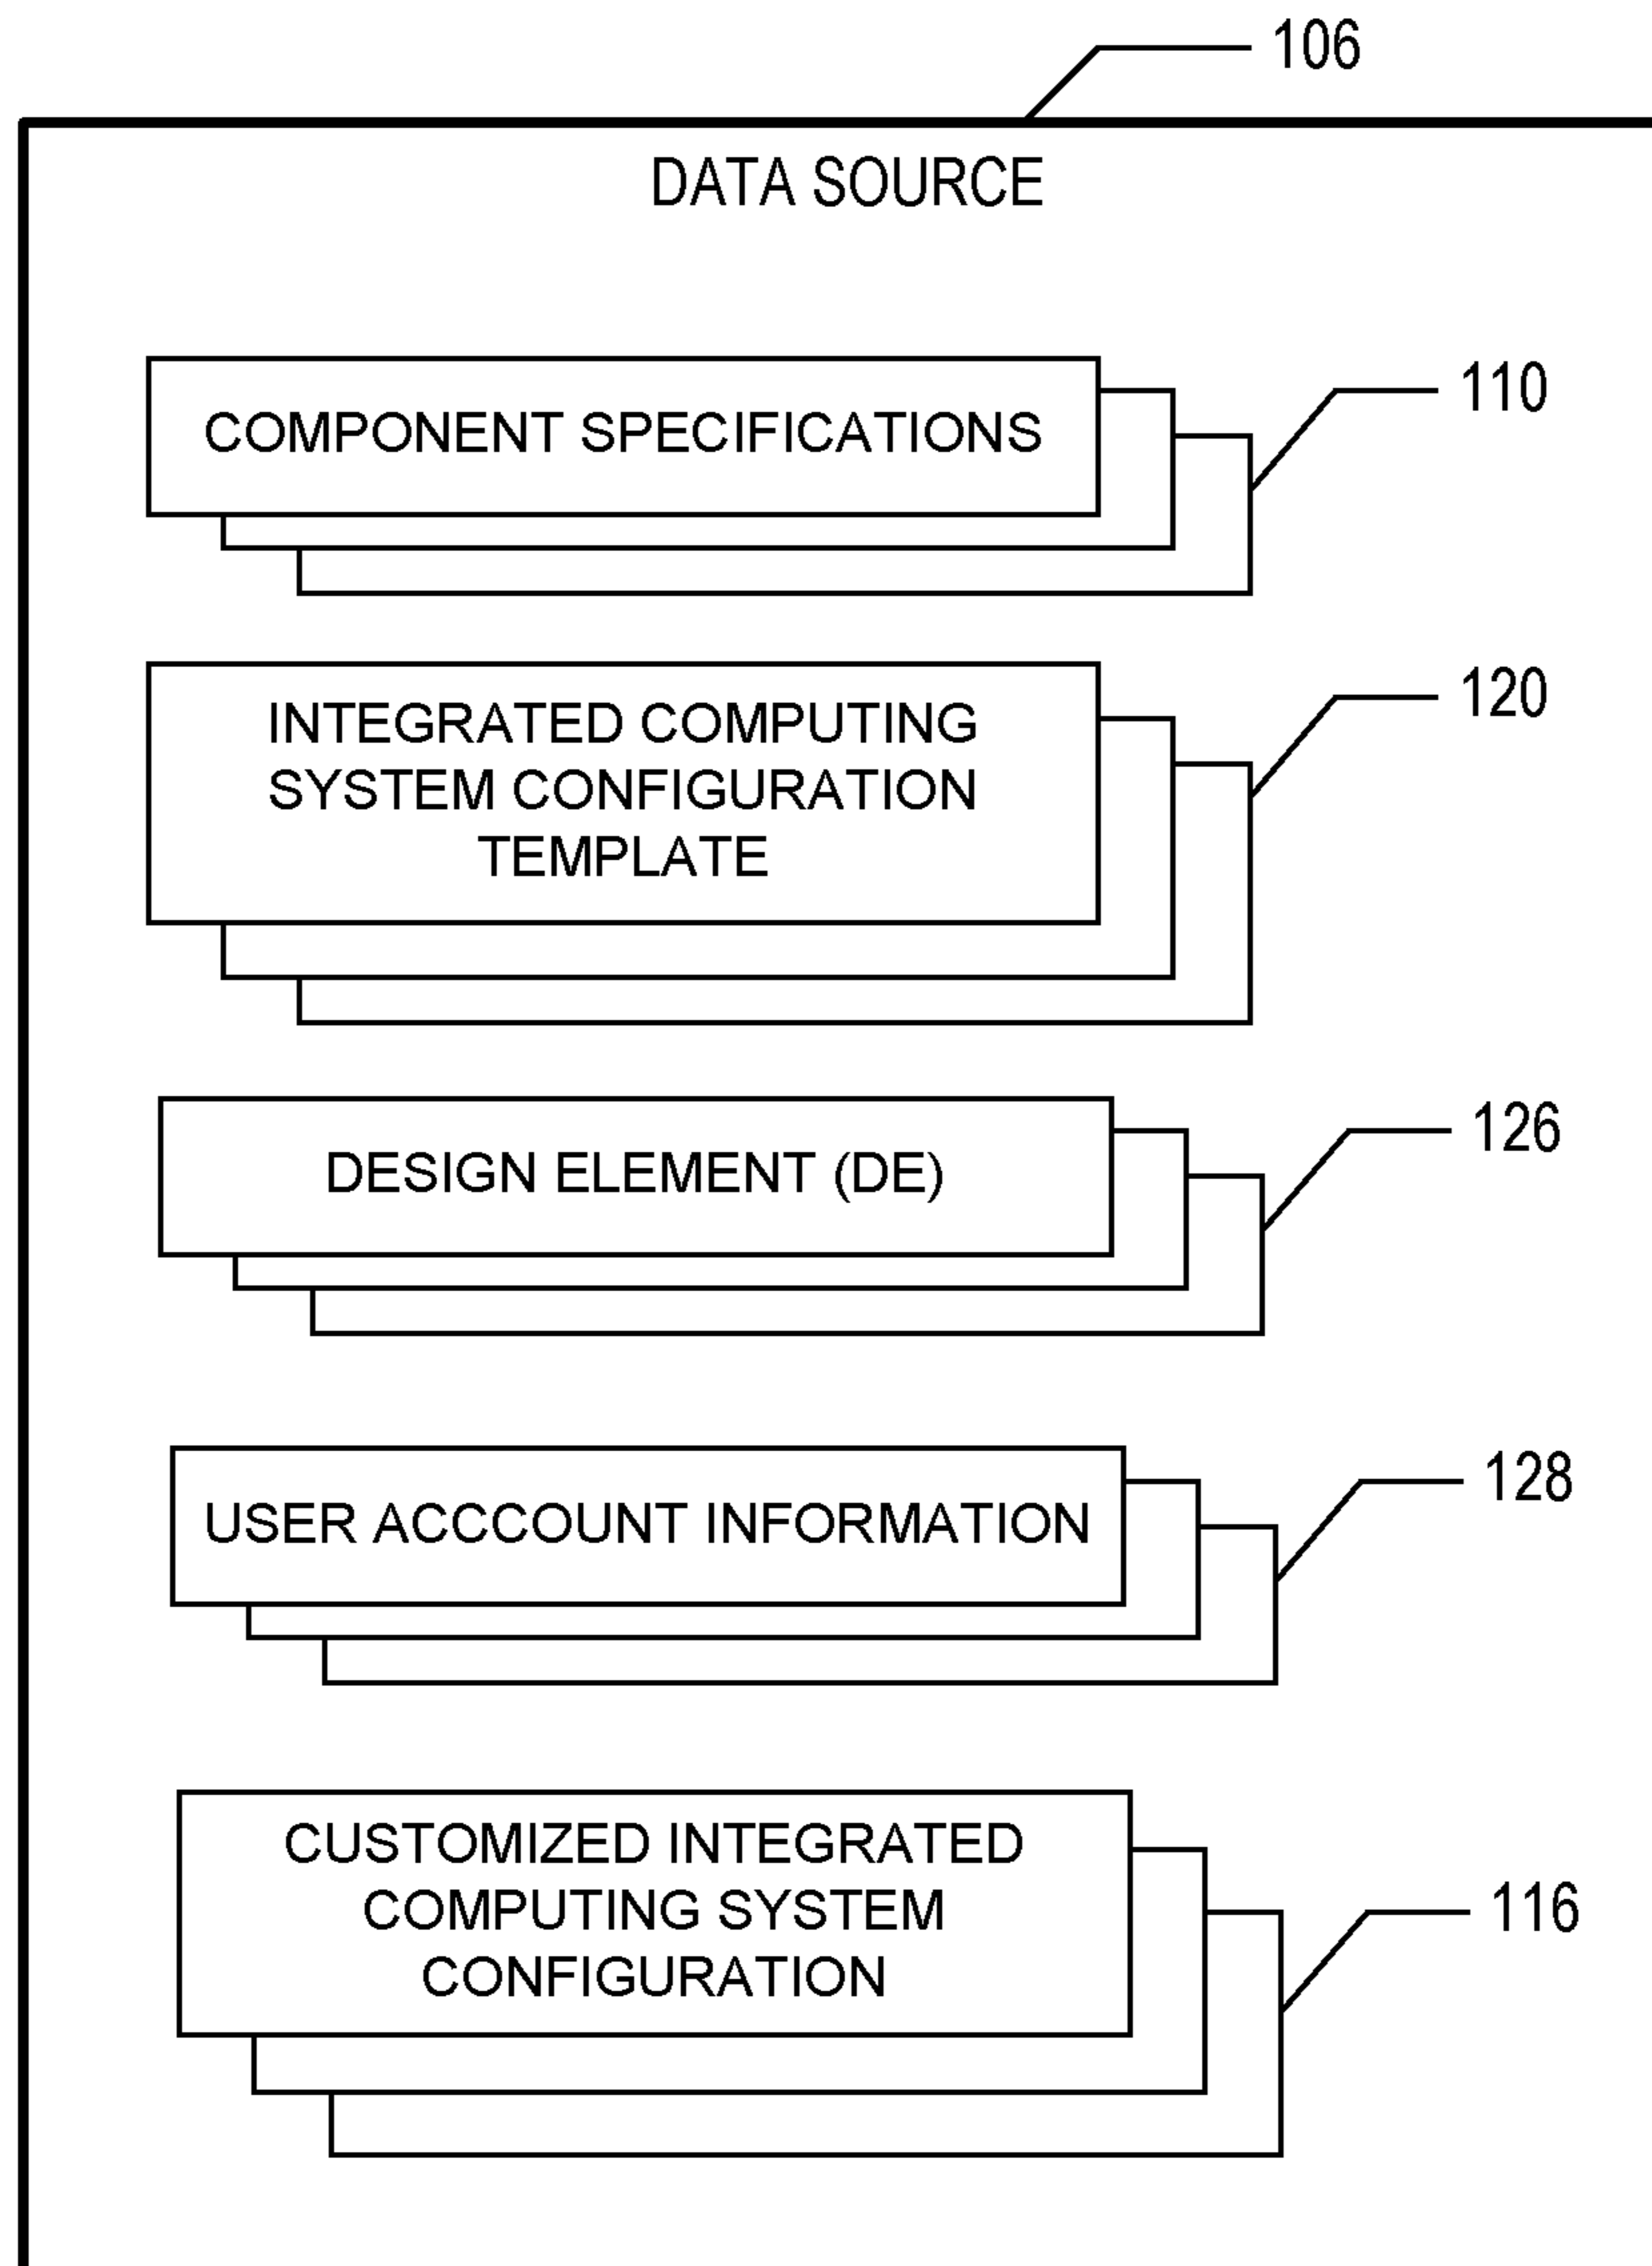 106
DATA SOURCE
COMPONENT SPECIFICATIONS
110
INTEGRATED COMPUTING
SYSTEM CONFIGURATION
TEMPLATE
120
DESIGN ELEMENT (DE)
126
USER ACCCOUNT INFORMATION
128
CUSTOMIZED INTEGRATED
COMPUTING SYSTEM
CONFIGURATION
116